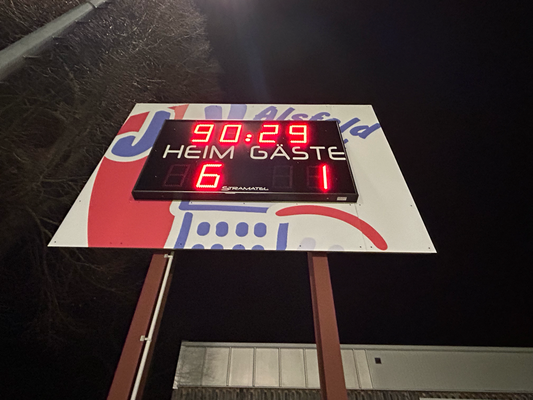 Alsfeld
90:29
HEIM GÄSTE
6 1
STRAMATEL